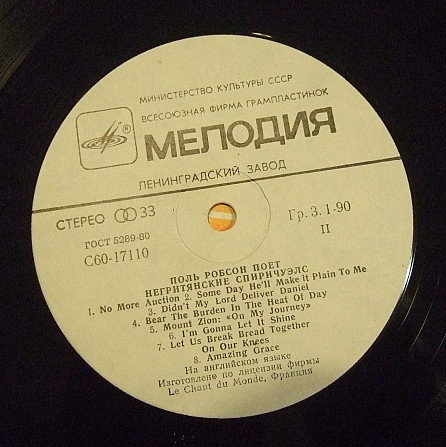 МИНИСТЕРСТВО КУЛЬТУРЫ СССР
ВСЕСОЮЗНАЯ ФИРМА ГРАМПЛАСТИНОК
®
МЕЛОДИЯ
ЛЕНИНГРАДСКИЙ ЗАВОД
СТЕРЕО 33
Гр. 3. 1-90
ГОСТ 5289-80
II
С60-17110
ПОЛЬ РОБСОН ПОЕТ
НЕГРИТЯНСКИЕ СПИРИЧУЭЛС
1. No More Auction 2. Some Day He'll Make it Plain To Me
3. Didn't My Lord Deliver Daniel
4. Bear The Burden In The Heat Of Day
5. Mount Zion: «On My Journey»
6. I'm Gonna Let It Shine
7. Let Us Break Bread Together
On Our Knees
8. Amazing Grace
На английском языке
Изготовлено по лицензии фирмы
Le Chant du Monde, Франция